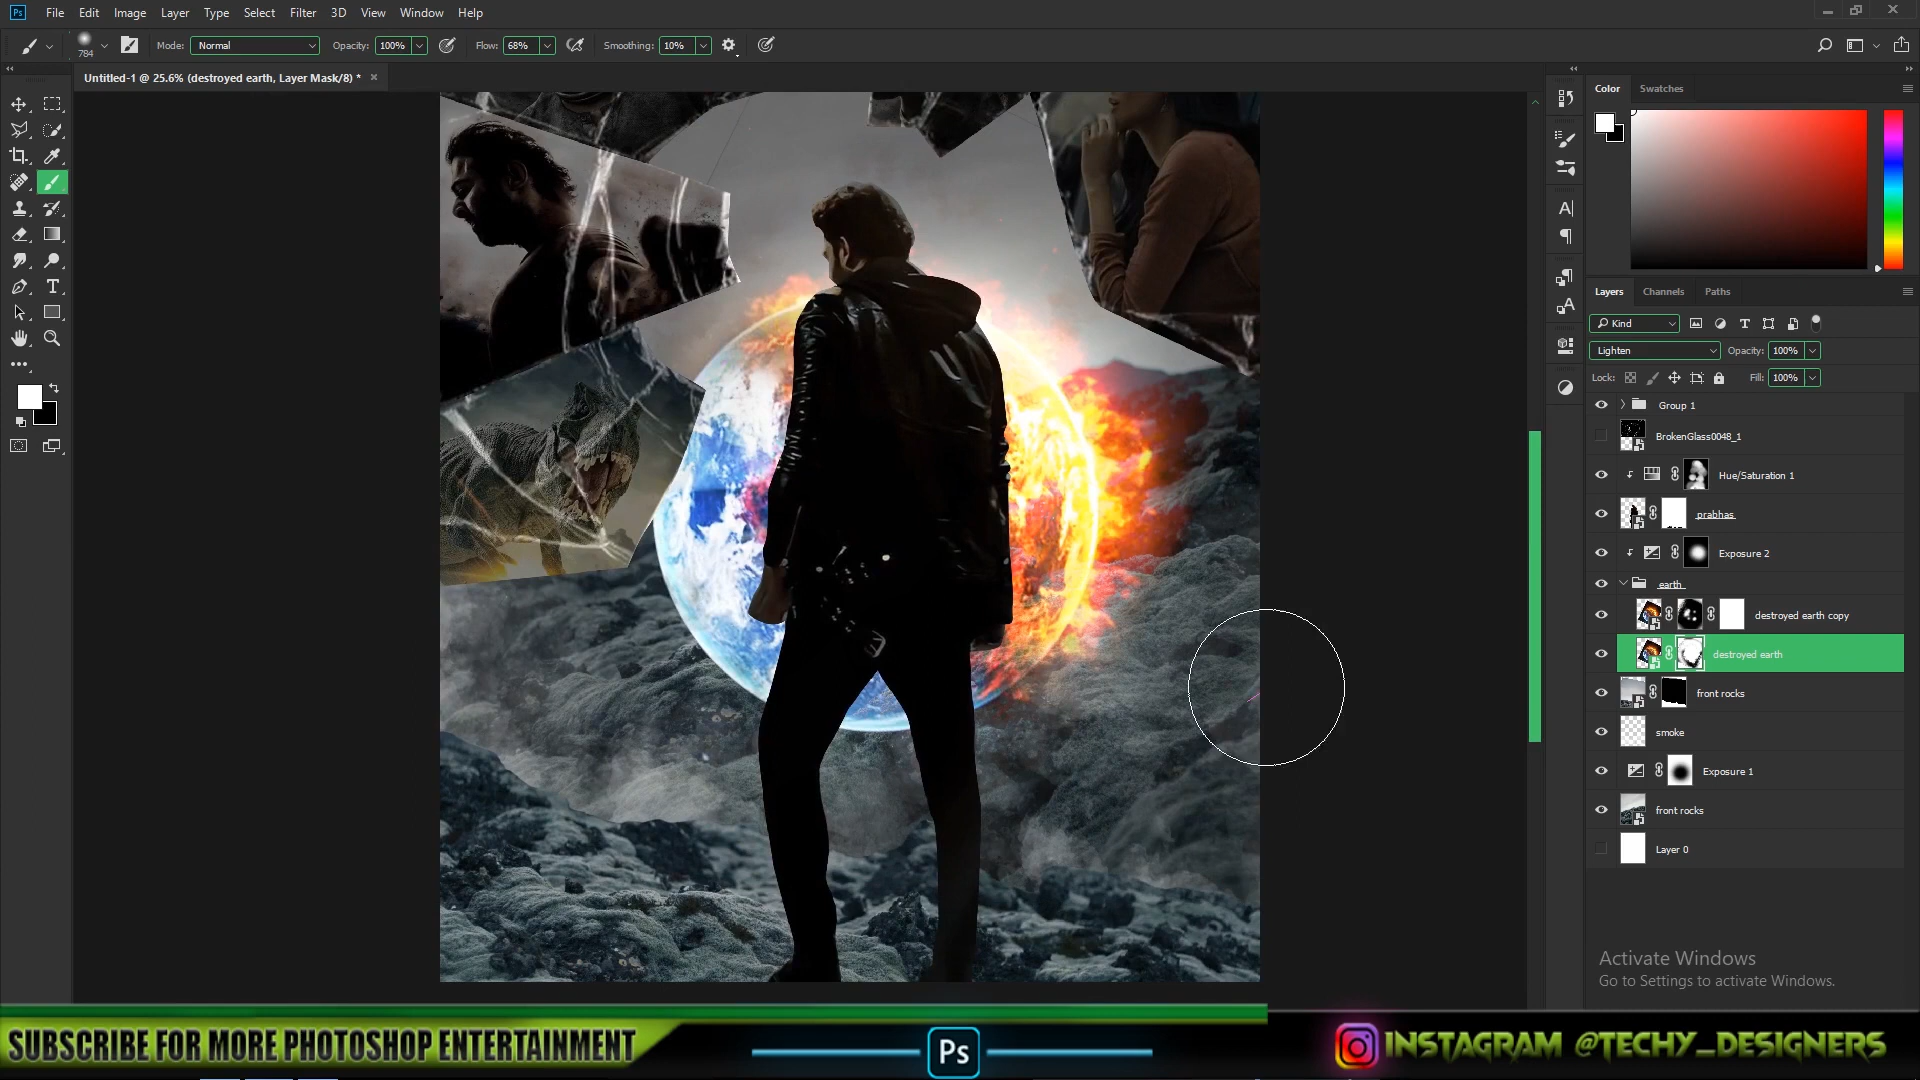 Ps File Edit Image Layer Type Select Filter 3D View Window Help
784 Mode: Normal Opacity: 100% Flow: 68% Smoothing: 10%
Untitled-1 @ 25.6% (destroyed earth, Layer Mask/8) *
Color Swatches
Layers Channels Paths
Kind
Lighten Opacity: 100%
Lock: Fill: 100%
Group 1
BrokenGlass0048_1
Hue/Saturation 1
prabhas
Exposure 2
earth
destroyed earth copy
destroyed earth
front rocks
smoke
Exposure 1
front rocks
Layer 0
Activate Windows
Go to Settings to activate Windows.
SUBSCRIBE FOR MORE PHOTOSHOP ENTERTAINMENT
Ps
INSTAGRAM @TECHY_DESIGNERS